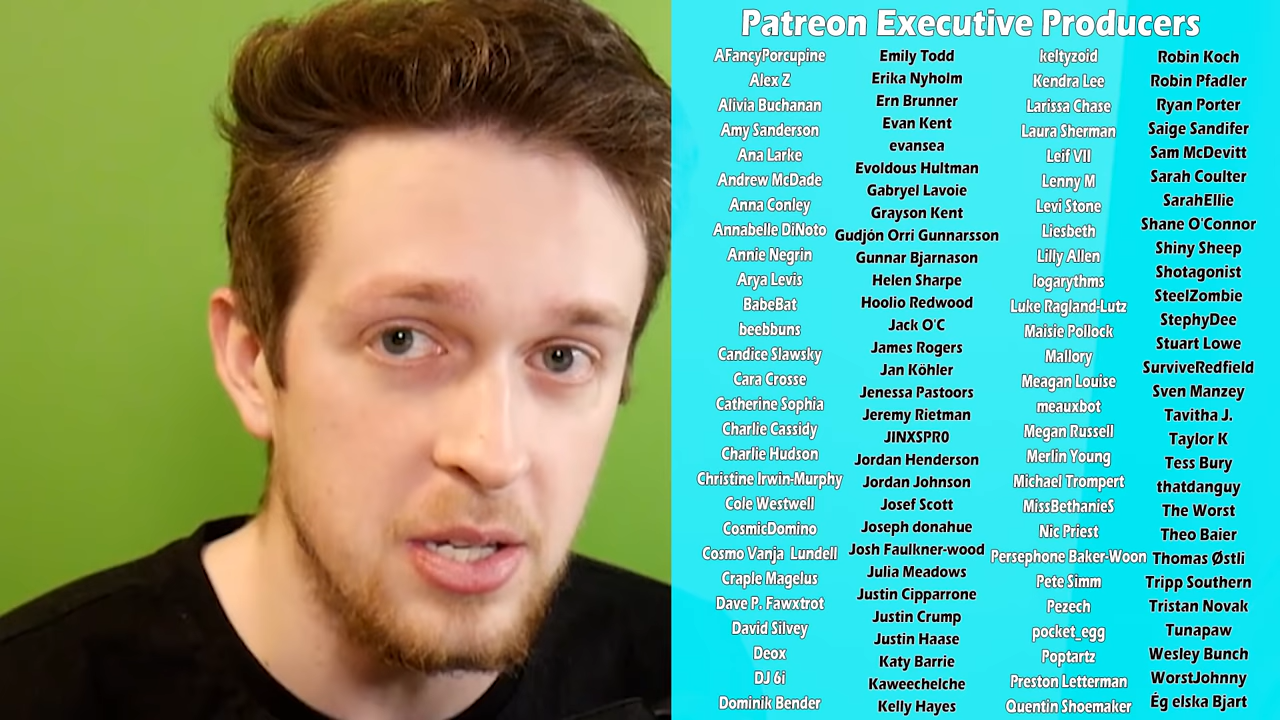 Patreon Executive Producers
AFancyPorcupine
Alex Z
Alivia Buchanan
Amy Sanderson
Ana Larke
Andrew McDade
Anna Conley
Annabelle DiNoto
Annie Negrin
Arya Levis
BabeBat
beebbuns
Candice Slawsky
Cara Crosse
Catherine Sophia
Charlie Cassidy
Charlie Hudson
Christine Irwin-Murphy
Cole Westwell
CosmicDomino
Cosmo Vanja Lundell
Craple Magelus
Dave P. Fawxtrot
David Silvey
Deox
DJ 6i
Dominik Bender
Emily Todd
Erika Nyholm
Ern Brunner
Evan Kent
evansea
Evoldous Hultman
Gabryel Lavoie
Grayson Kent
Gudjón Orri Gunnarsson
Gunnar Bjarnason
Helen Sharpe
Hoolio Redwood
Jack O'C
James Rogers
Jan Köhler
Jenessa Pastoors
Jeremy Rietman
JINXSPR0
Jordan Henderson
Jordan Johnson
Josef Scott
Joseph donahue
Josh Faulkner-wood
Julia Meadows
Justin Cipparrone
Justin Crump
Justin Haase
Katy Barrie
Kaweechelche
Kelly Hayes
keltyzoid
Kendra Lee
Larissa Chase
Laura Sherman
Leif VII
Lenny M
Levi Stone
Liesbeth
Lilly Allen
logarythms
Luke Ragland-Lutz
Maisie Pollock
Mallory
Meagan Louise
meauxbot
Megan Russell
Merlin Young
Michael Trompert
MissBethanieS
Nic Priest
Persephone Baker-Woon
Pete Simm
Pezech
pocket_egg
Poptartz
Preston Letterman
Quentin Shoemaker
Robin Koch
Robin Pfadler
Ryan Porter
Saige Sandifer
Sam McDevitt
Sarah Coulter
SarahEllie
Shane O'Connor
Shiny Sheep
Shotagonist
SteelZombie
StephyDee
Stuart Lowe
SurviveRedfield
Sven Manzey
Tavitha J.
Taylor K
Tess Bury
thatdanguy
The Worst
Theo Baier
Thomas Østli
Tripp Southern
Tristan Novak
Tunapaw
Wesley Bunch
WorstJohnny
Ég elska Bjart